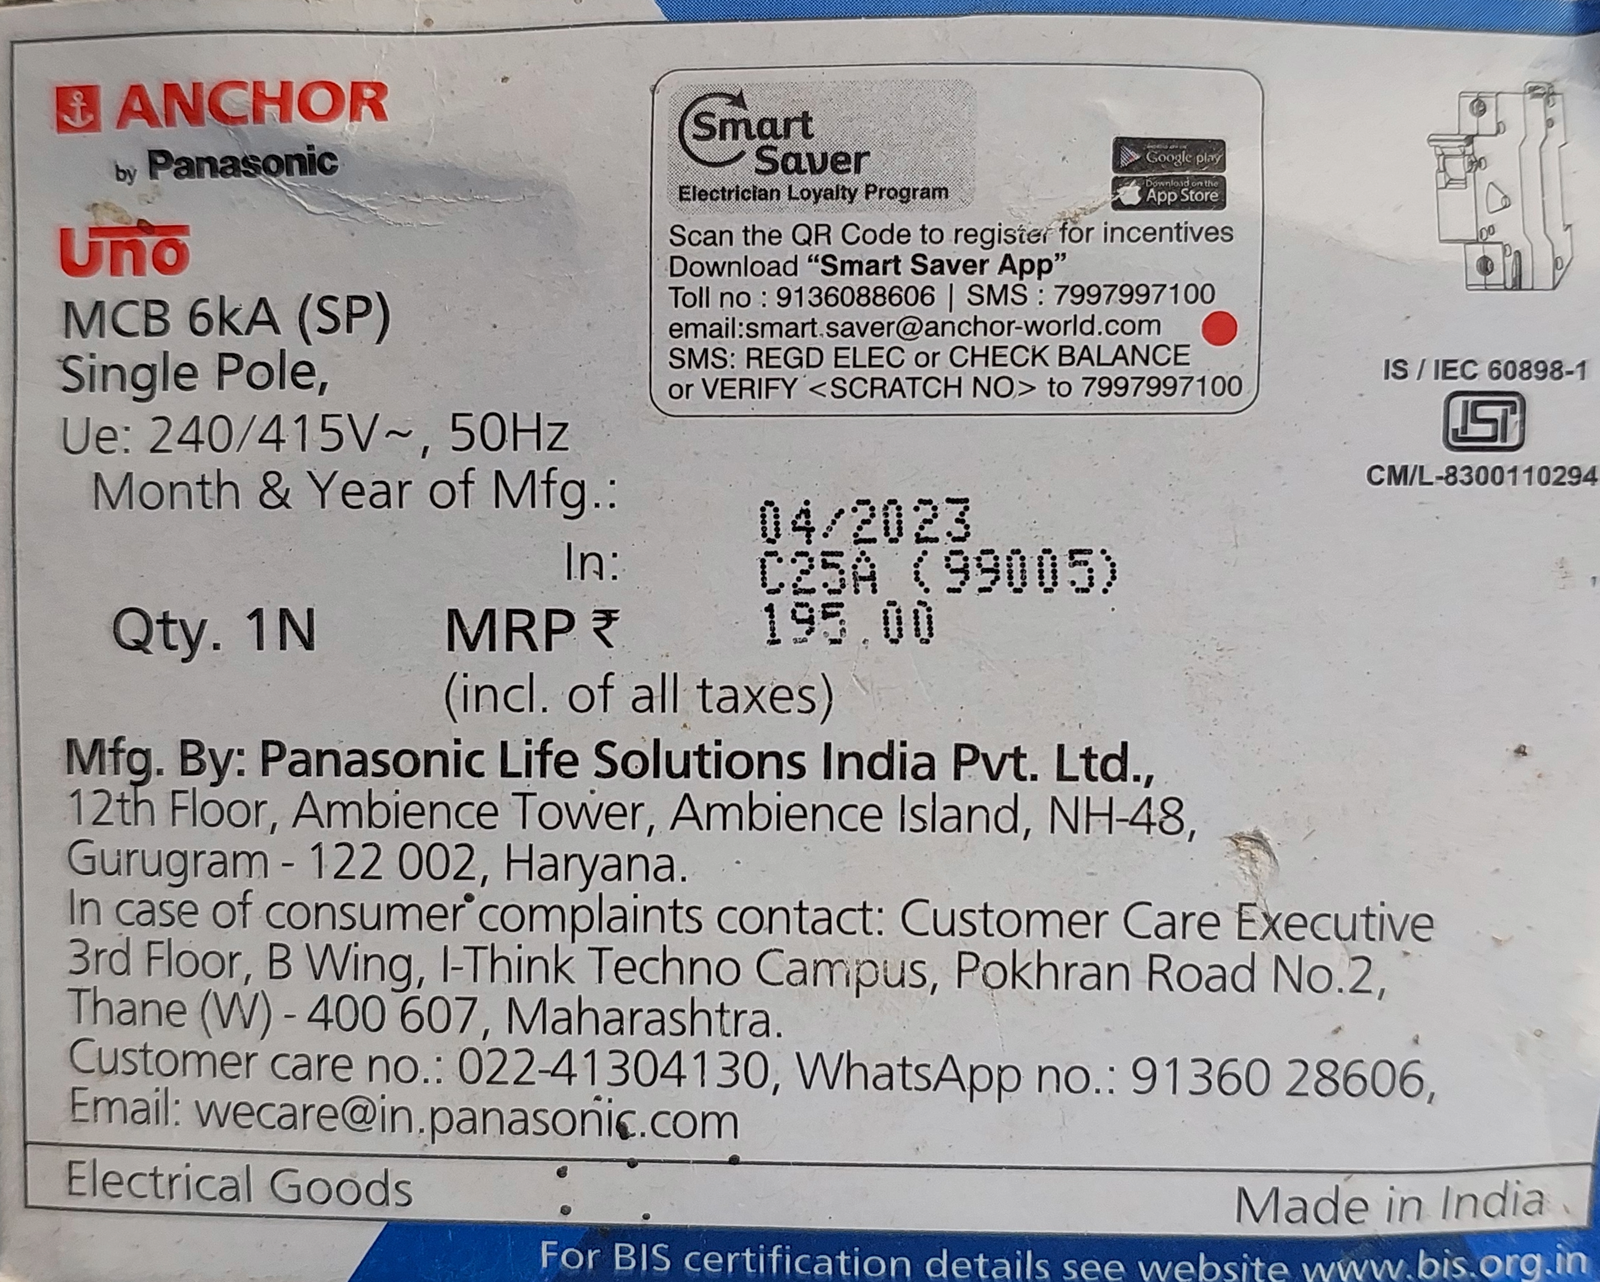 ANCHOR
by Panasonic
Uno
MCB 6kA (SP)
Single Pole,
Ue: 240/415V~, 50Hz
Month & Year of Mfg.: 04/2023
In: C25A (99005)
Qty. 1N MRP ₹ 195.00
(incl. of all taxes)
Smart
Saver
Electrician Loyalty Program
Google play
Download on the
App Store
Scan the QR Code to register for incentives
Download “Smart Saver App”
Toll no : 9136088606 | SMS : 7997997100
email:smart.saver@anchor-world.com
SMS: REGD ELEC or CHECK BALANCE
or VERIFY <SCRATCH NO> to 7997997100
IS / IEC 60898-1
ISI
CM/L-8300110294
Mfg. By: Panasonic Life Solutions India Pvt. Ltd.,
12th Floor, Ambience Tower, Ambience Island, NH-48,
Gurugram - 122 002, Haryana.
In case of consumer complaints contact: Customer Care Executive
3rd Floor, B Wing, I-Think Techno Campus, Pokhran Road No.2,
Thane (W) - 400 607, Maharashtra.
Customer care no.: 022-41304130, WhatsApp no.: 91360 28606,
Email: wecare@in.panasonic.com
Electrical Goods Made in India
For BIS certification details see website www.bis.org.in